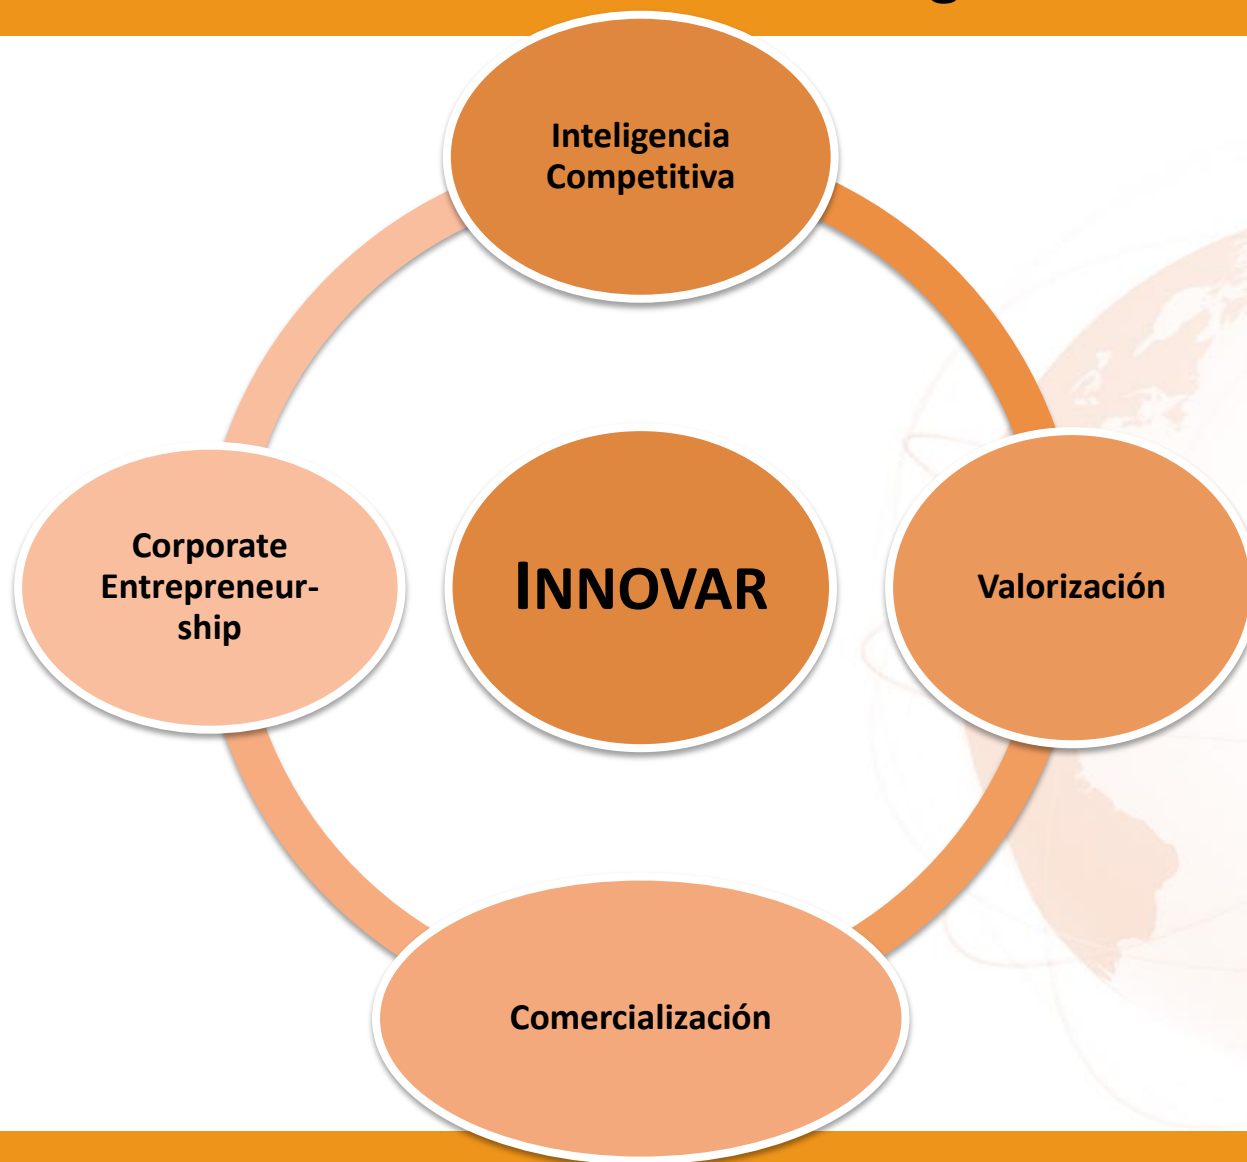 Inteligencia
Competitiva
Corporate
Entrepreneur-
ship
INNOVAR
Valorización
Comercialización